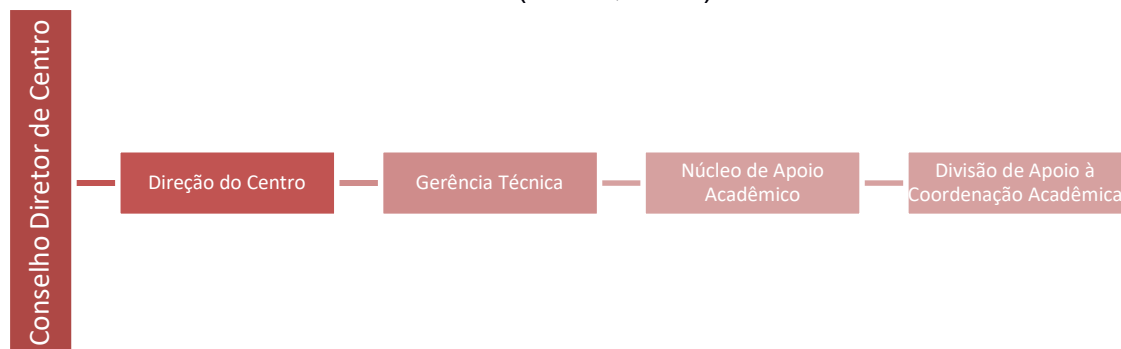 Conselho Diretor de Centro
Direção do Centro
Gerência Técnica
Núcleo de Apoio
Acadêmico
Divisão de Apoio à
Coordenação Acadêmica